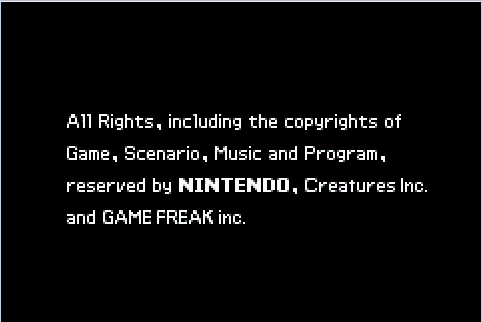 All Rights, including the copyrights of
Game, Scenario, Music and Program,
reserved by NINTENDO, Creatures Inc.
and GAME FREAK inc.